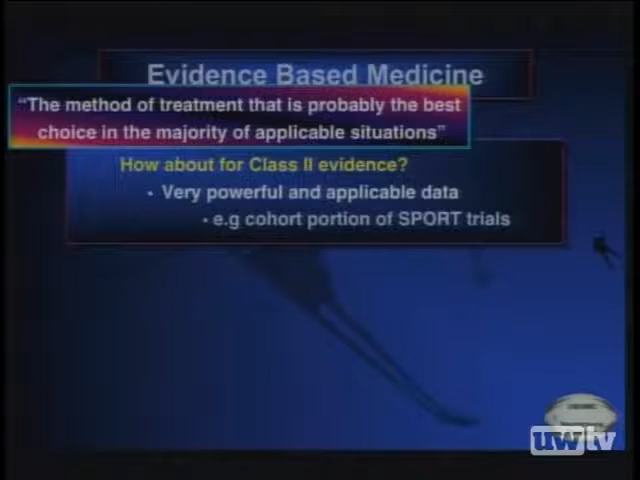 Evidence Based Medicine
“The method of treatment that is probably the best
choice in the majority of applicable situations”
How about for Class II evidence?
• Very powerful and applicable data
• e.g cohort portion of SPORT trials
uwtv